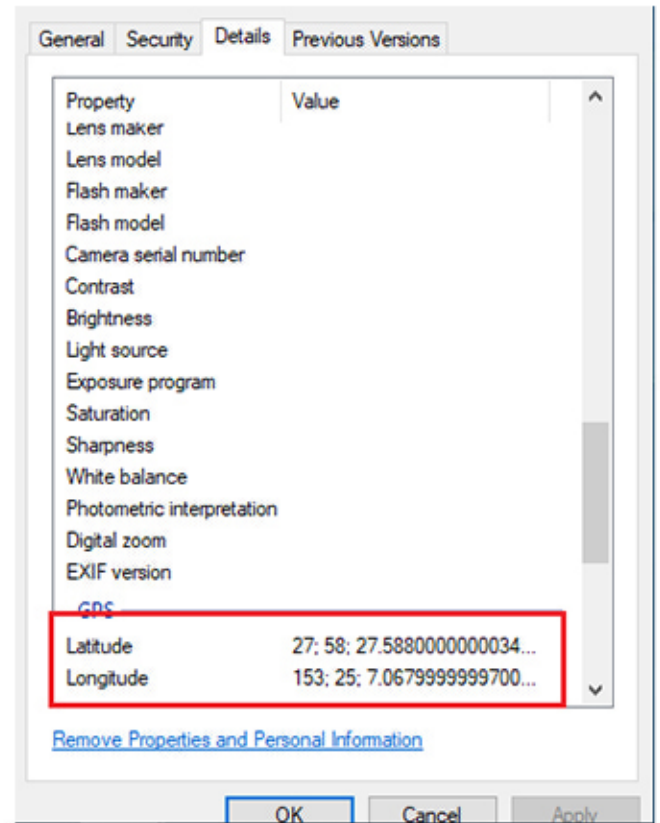 General Security Details Previous Versions
Property Value
Lens maker
Lens model
Flash maker
Flash model
Camera serial number
Contrast
Brightness
Light source
Exposure program
Saturation
Sharpness
White balance
Photometric interpretation
Digital zoom
EXIF version
GPS
Latitude 27; 58; 27.5880000000034...
Longitude 153; 25; 7.0679999999700...
Remove Properties and Personal Information
OK Cancel Apply